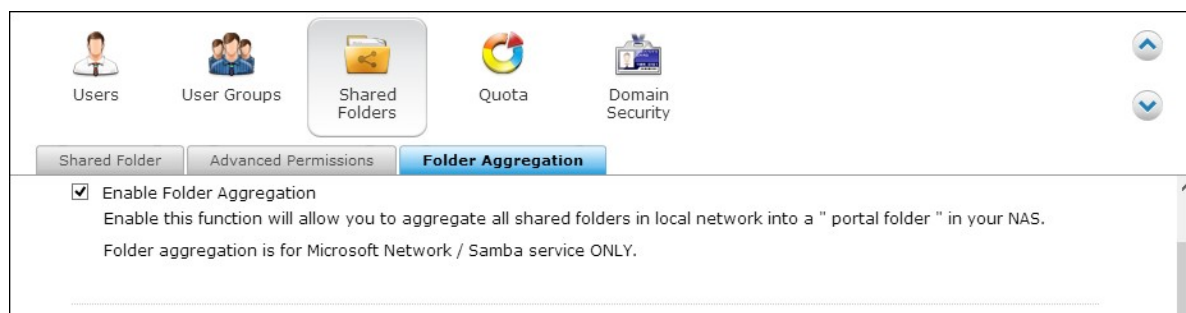 Users User Groups Shared Folders Quota Domain Security
Shared Folder Advanced Permissions Folder Aggregation
Enable Folder Aggregation
Enable this function will allow you to aggregate all shared folders in local network into a " portal folder " in your NAS.
Folder aggregation is for Microsoft Network / Samba service ONLY.